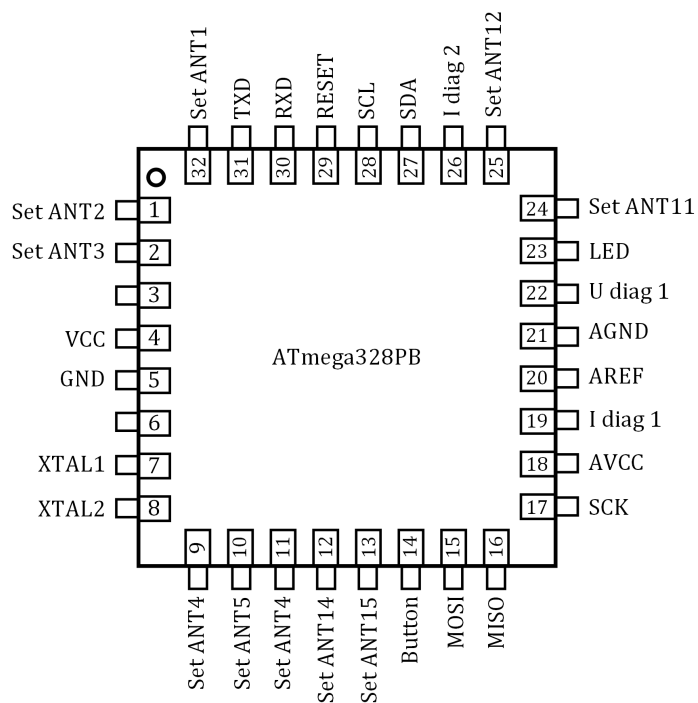 Set ANT1
TXD
RXD
RESET
SCL
SDA
I diag 2
Set ANT12
32
31
30
29
28
27
26
25
Set ANT2 1
Set ANT3 2
3
VCC 4
GND 5
6
XTAL1 7
XTAL2 8
ATmega328PB
24 Set ANT11
23 LED
22 U diag 1
21 AGND
20 AREF
19 I diag 1
18 AVCC
17 SCK
9
10
11
12
13
14
15
16
Set ANT4
Set ANT5
Set ANT4
Set ANT14
Set ANT15
Button
MOSI
MISO